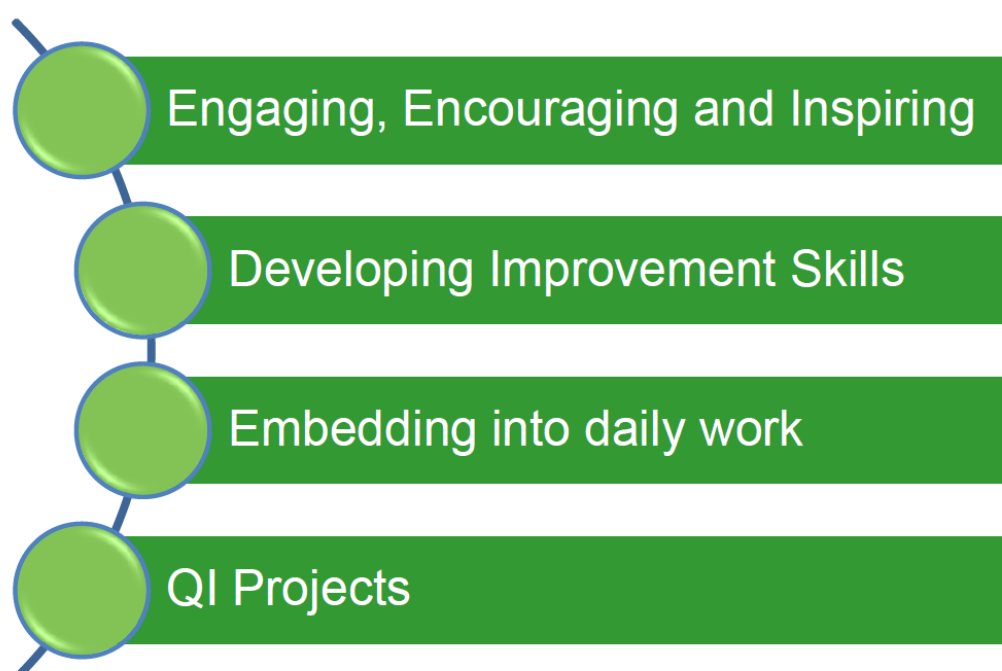 Engaging, Encouraging and Inspiring
Developing Improvement Skills
Embedding into daily work
QI Projects